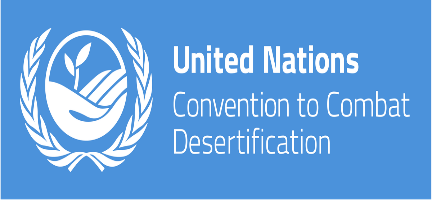 United Nations
Convention to Combat
Desertification